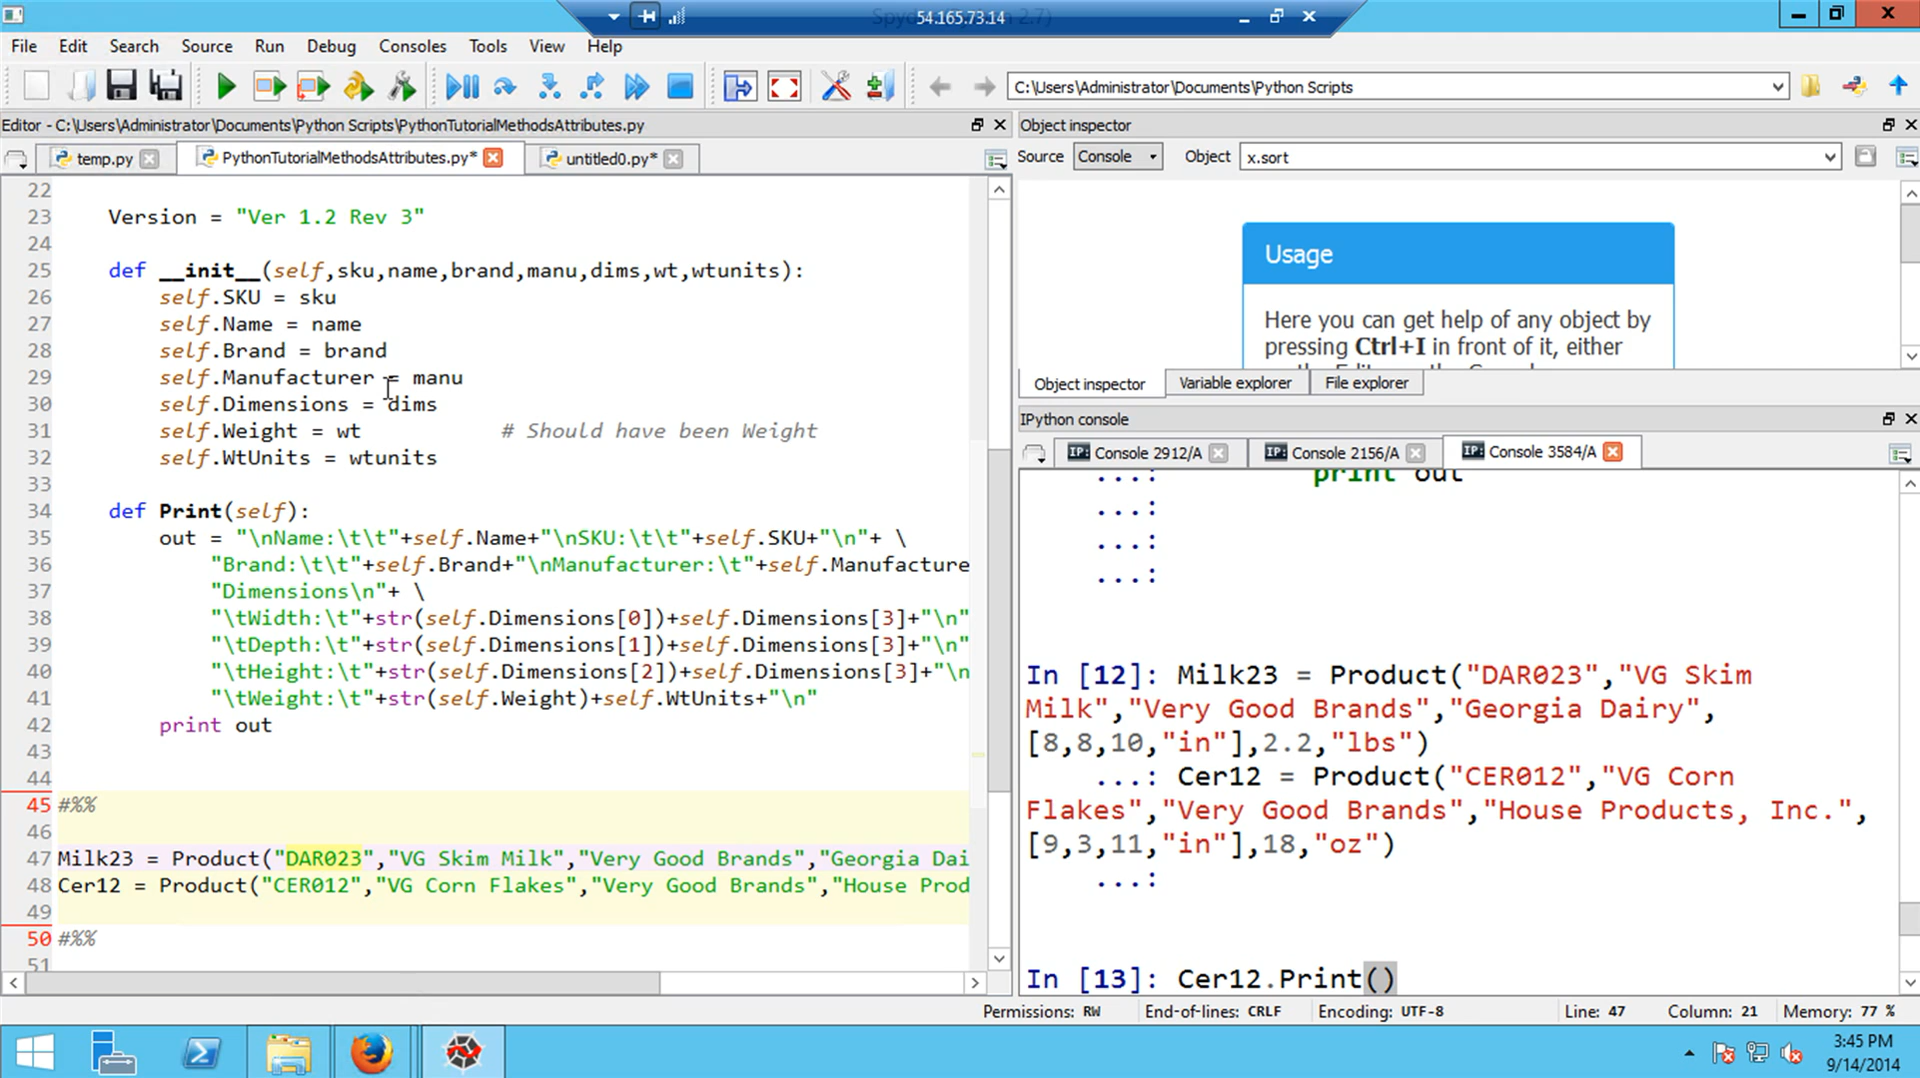 Spy 2.7)
54.165.73.14
File Edit Search Source Run Debug Consoles Tools View Help
C:\Users\Administrator\Documents\Python Scripts
Editor - C:\Users\Administrator\Documents\Python Scripts\PythonTutorialMethodsAttributes.py
temp.py PythonTutorialMethodsAttributes.py* untitled0.py*
22
23 Version = "Ver 1.2 Rev 3"
24
25 def __init__(self,sku,name,brand,manu,dims,wt,wtunits):
26 self.SKU = sku
27 self.Name = name
28 self.Brand = brand
29 self.Manufacturer = manu
30 self.Dimensions = dims
31 self.Weight = wt # Should have been Weight
32 self.WtUnits = wtunits
33
34 def Print(self):
35 out = "\nName:\t\t"+self.Name+"\nSKU:\t\t"+self.SKU+"\n"+ \
36 "Brand:\t\t"+self.Brand+"\nManufacturer:\t"+self.Manufacture
37 "Dimensions\n"+ \
38 "\tWidth:\t"+str(self.Dimensions[0])+self.Dimensions[3]+"\n"
39 "\tDepth:\t"+str(self.Dimensions[1])+self.Dimensions[3]+"\n"
40 "\tHeight:\t"+str(self.Dimensions[2])+self.Dimensions[3]+"\n
41 "\tWeight:\t"+str(self.Weight)+self.WtUnits+"\n"
42 print out
43
44
45 #%%
46
47 Milk23 = Product("DAR023","VG Skim Milk","Very Good Brands","Georgia Dai
48 Cer12 = Product("CER012","VG Corn Flakes","Very Good Brands","House Prod
49
50 #%%
51
Object inspector
Source Console Object x.sort
Usage
Here you can get help of any object by
pressing Ctrl+I in front of it, either
Object inspector Variable explorer File explorer
IPython console
IP: Console 2912/A IP: Console 2156/A IP: Console 3584/A
...: print out
...:
...:
...:
In [12]: Milk23 = Product("DAR023","VG Skim
Milk","Very Good Brands","Georgia Dairy",
[8,8,10,"in"],2.2,"lbs")
...: Cer12 = Product("CER012","VG Corn
Flakes","Very Good Brands","House Products, Inc.",
[9,3,11,"in"],18,"oz")
...:
In [13]: Cer12.Print()
Permissions: RW End-of-lines: CRLF Encoding: UTF-8 Line: 47 Column: 21 Memory: 77 %
3:45 PM
9/14/2014